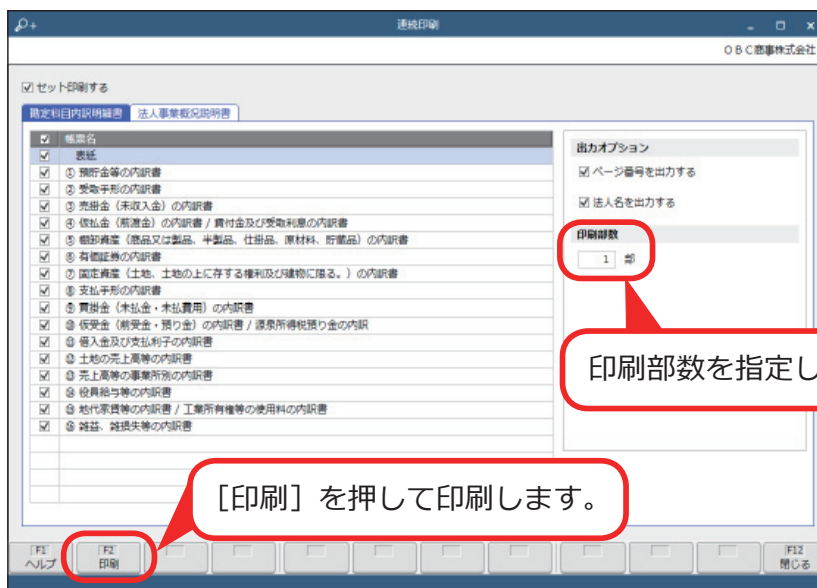 連続印刷
OBC商事株式会社
セット印刷する
勘定科目内訳明細書 法人事業概況説明書
帳票名
表紙
① 預貯金等の内訳書
② 受取手形の内訳書
③ 売掛金(未収入金)の内訳書
④ 仮払金(前渡金)の内訳書 / 貸付金及び受取利息の内訳書
⑤ 棚卸資産(商品又は製品、半製品、仕掛品、原材料、貯蔵品)の内訳書
⑥ 有価証券の内訳書
⑦ 固定資産(土地、土地の上に存する権利及び建物に限る。)の内訳書
⑧ 支払手形の内訳書
⑨ 買掛金(未払金・未払費用)の内訳書
⑩ 仮受金(前受金・預り金)の内訳書 / 源泉所得税預り金の内訳
⑪ 借入金及び支払利子の内訳書
⑫ 土地の売上高等の内訳書
⑬ 売上高等の事業所別の内訳書
⑭ 役員給与等の内訳書
⑮ 地代家賃等の内訳書 / 工業所有権等の使用料の内訳書
⑯ 雑益、雑損失等の内訳書
出力オプション
ページ番号を出力する
法人名を出力する
印刷部数
1 部
印刷部数を指定し
[印刷]を押して印刷します。
F1 F2 F12
ヘルプ 印刷 閉じる